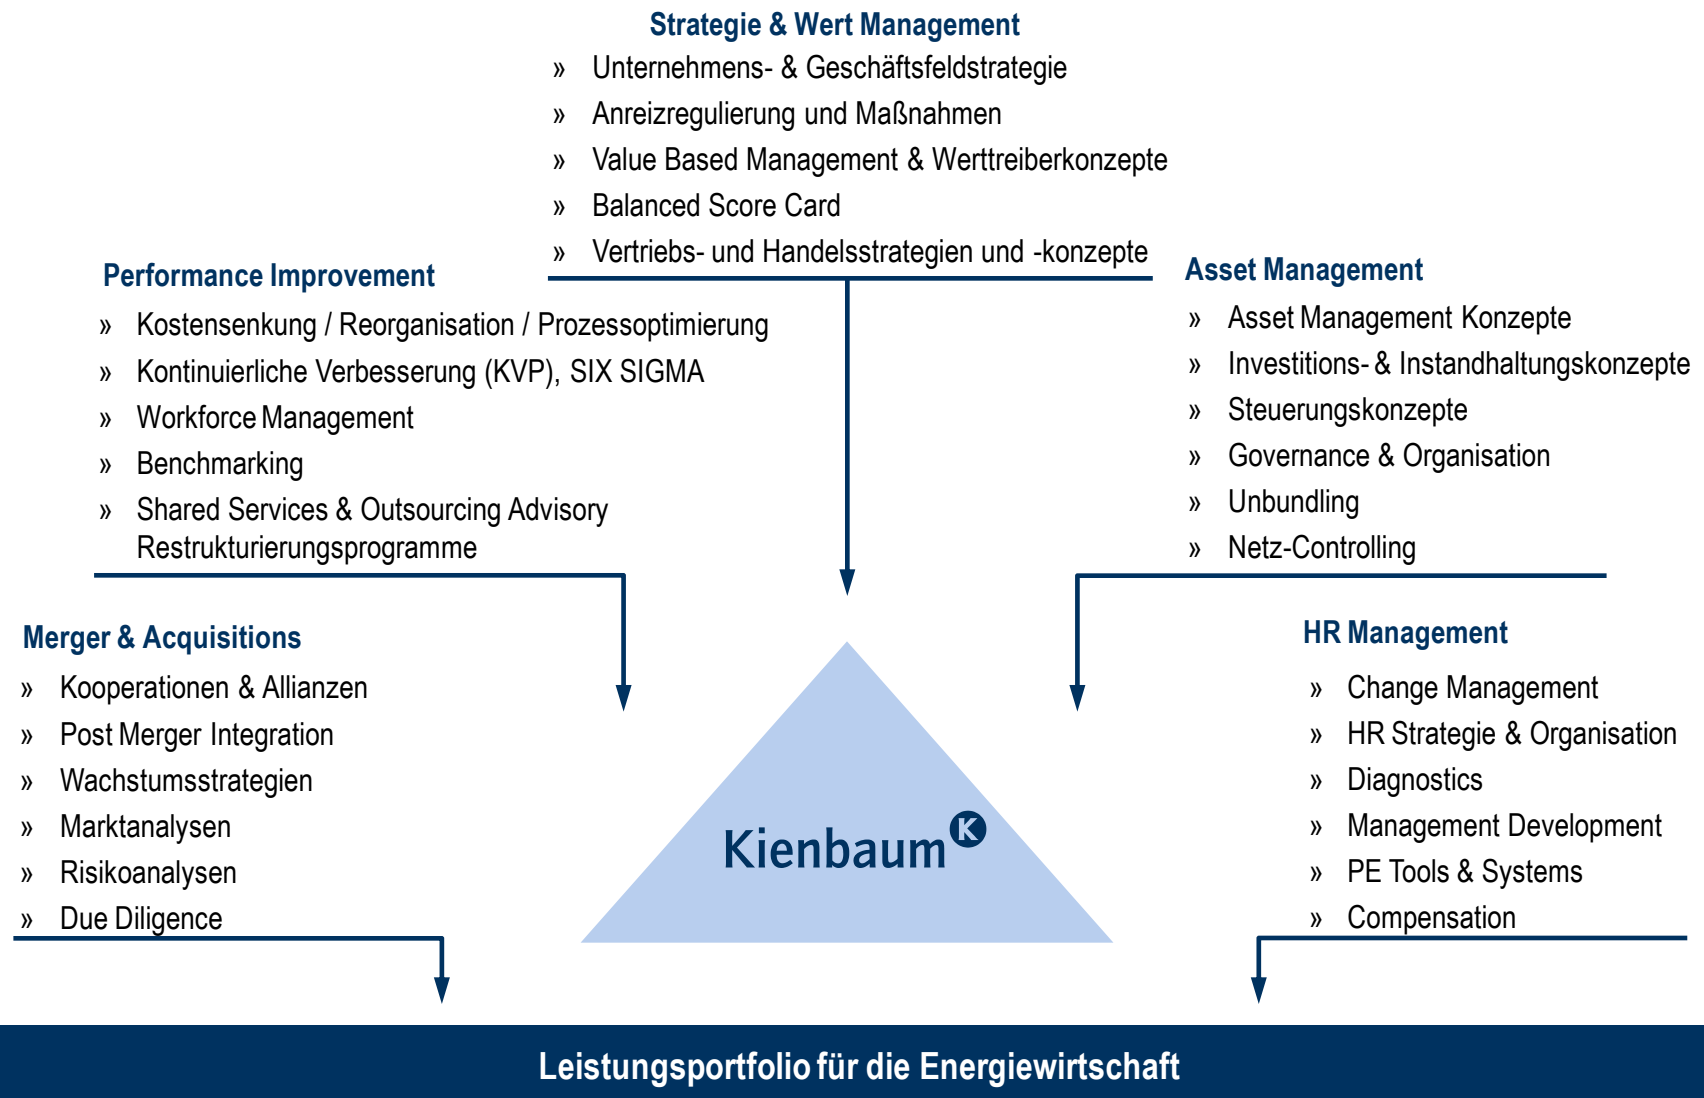 Strategie & Wert Management
» Unternehmens- & Geschäftsfeldstrategie
» Anreizregulierung und Maßnahmen
» Value Based Management & Werttreiberkonzepte
» Balanced Score Card
» Vertriebs- und Handelsstrategien und -konzepte
Performance Improvement
» Kostensenkung / Reorganisation / Prozessoptimierung
» Kontinuierliche Verbesserung (KVP), SIX SIGMA
» Workforce Management
» Benchmarking
» Shared Services & Outsourcing Advisory
Restrukturierungsprogramme
Asset Management
» Asset Management Konzepte
» Investitions- & Instandhaltungskonzepte
» Steuerungskonzepte
» Governance & Organisation
» Unbundling
» Netz-Controlling
Merger & Acquisitions
» Kooperationen & Allianzen
» Post Merger Integration
» Wachstumsstrategien
» Marktanalysen
» Risikoanalysen
» Due Diligence
Kienbaum K
HR Management
» Change Management
» HR Strategie & Organisation
» Diagnostics
» Management Development
» PE Tools & Systems
» Compensation
Leistungsportfolio für die Energiewirtschaft